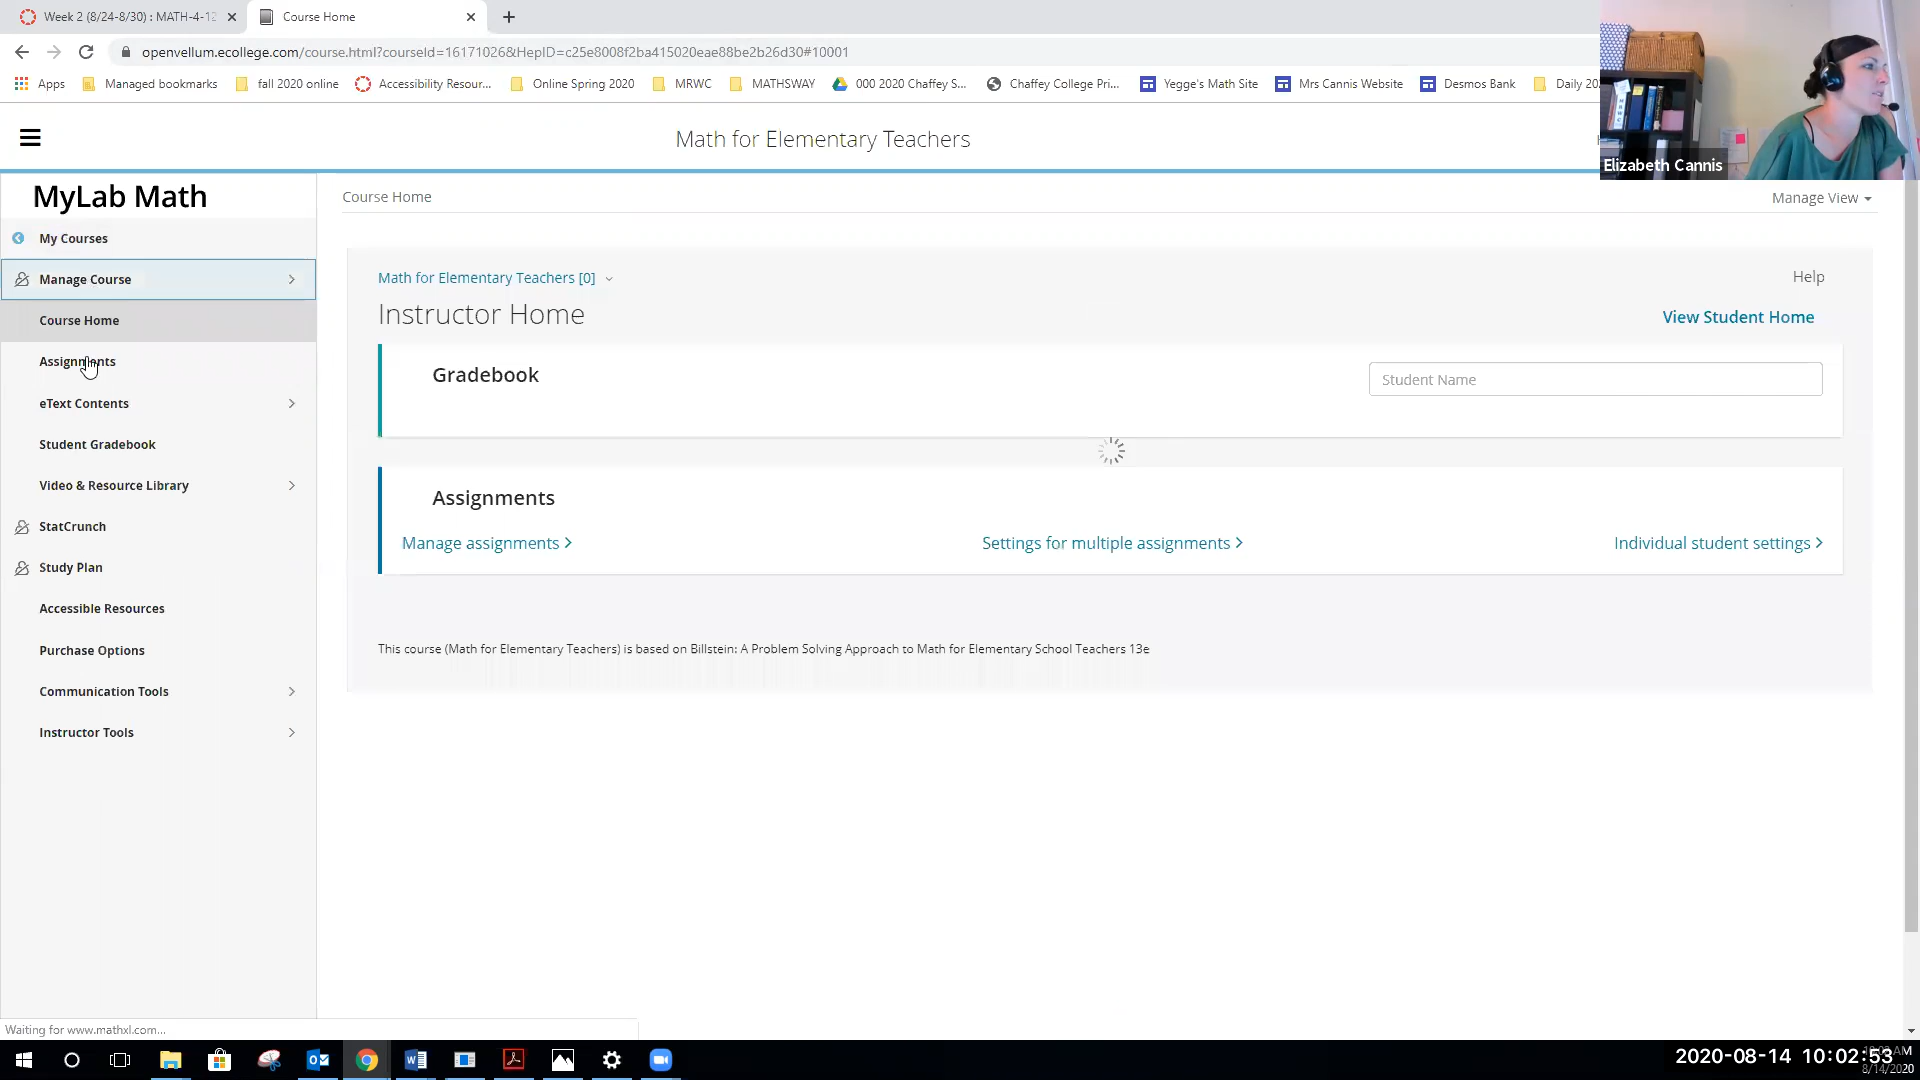 Week 2 (8/24-8/30) : MATH-4-12
Course Home
openvellum.ecollege.com/course.html?courseId=16171026&HepID=c25e8008f2ba415020eae88be2b26d30#10001
Apps
Managed bookmarks
fall 2020 online
Accessibility Resour...
Online Spring 2020
MRWC
MATHSWAY
000 2020 Chaffey S...
Chaffey College Pri...
Yegge's Math Site
Mrs Cannis Website
Desmos Bank
Daily 20
Math for Elementary Teachers
Elizabeth Cannis
MyLab Math
Course Home
Manage View
My Courses
Manage Course
Course Home
Assignments
eText Contents
Student Gradebook
Video & Resource Library
StatCrunch
Study Plan
Accessible Resources
Purchase Options
Communication Tools
Instructor Tools
Math for Elementary Teachers [0]
Help
Instructor Home
View Student Home
Gradebook
Student Name
Assignments
Manage assignments >
Settings for multiple assignments >
Individual student settings >
This course (Math for Elementary Teachers) is based on Billstein: A Problem Solving Approach to Math for Elementary School Teachers 13e
Waiting for www.mathxl.com...
2020-08-14 10:02:53
8/14/2020